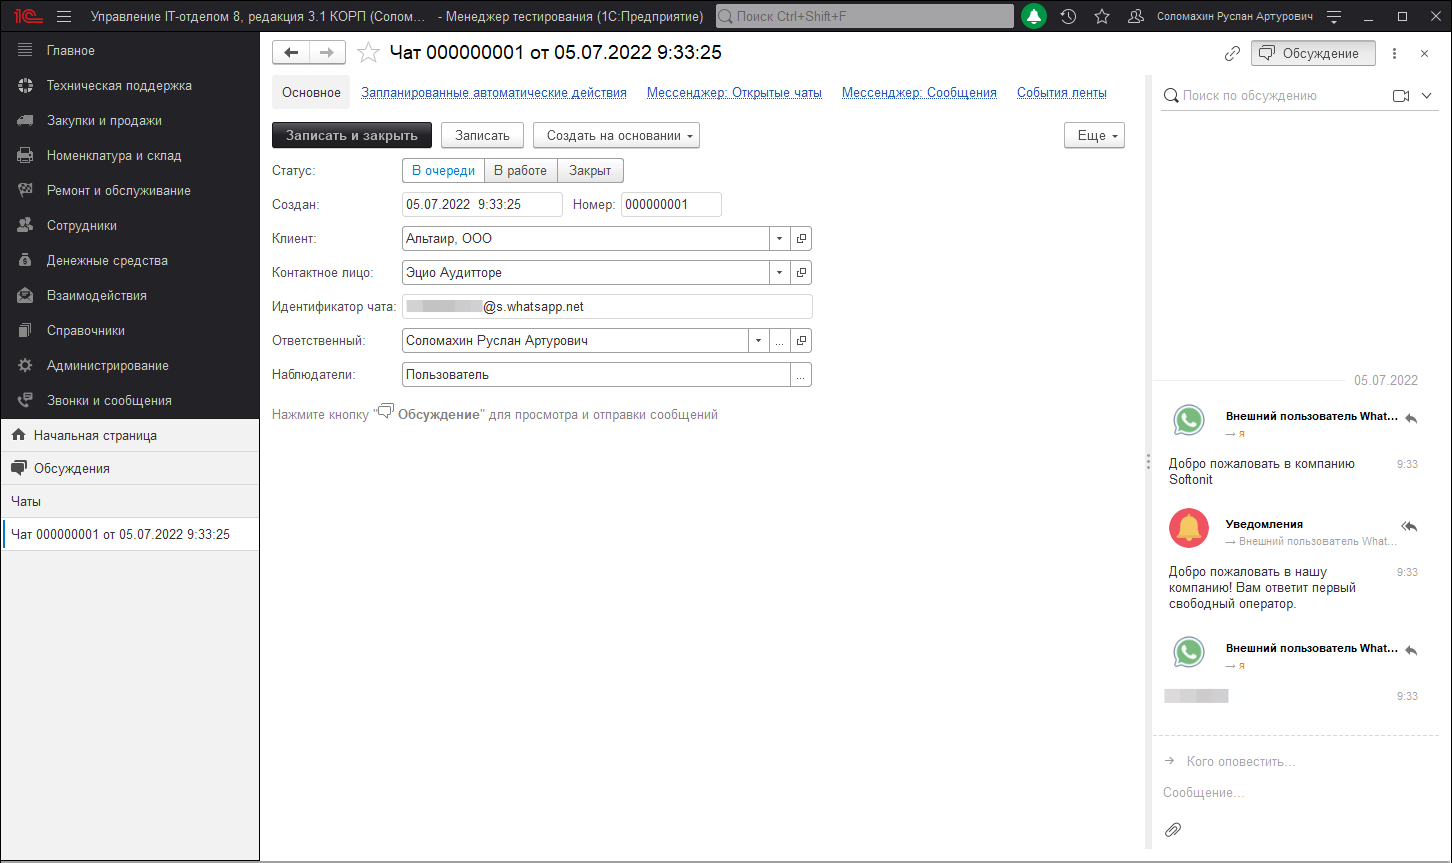 1С Управление IT-отделом 8, редакция 3.1 КОРП (Солом... - Менеджер тестирования (1С:Предприятие) Поиск Ctrl+Shift+F Соломахин Руслан Артурович
Главное
Техническая поддержка
Закупки и продажи
Номенклатура и склад
Ремонт и обслуживание
Сотрудники
Денежные средства
Взаимодействия
Справочники
Администрирование
Звонки и сообщения
Начальная страница
Обсуждения
Чаты
Чат 000000001 от 05.07.2022 9:33:25
Чат 000000001 от 05.07.2022 9:33:25
Основное Запланированные автоматические действия Мессенджер: Открытые чаты Мессенджер: Сообщения События ленты
Записать и закрыть Записать Создать на основании Еще
Статус: В очереди В работе Закрыт
Создан: 05.07.2022 9:33:25 Номер: 000000001
Клиент: Альтаир, ООО
Контактное лицо: Эцио Аудитторе
Идентификатор чата: @s.whatsapp.net
Ответственный: Соломахин Руслан Артурович ...
Наблюдатели: Пользователь ...
Нажмите кнопку " Обсуждение" для просмотра и отправки сообщений
Обсуждение
Поиск по обсуждению
05.07.2022
Внешний пользователь What...
→ я
Добро пожаловать в компанию 9:33
Softonit
Уведомления
→ Внешний пользователь What...
Добро пожаловать в нашу 9:33
компанию! Вам ответит первый
свободный оператор.
Внешний пользователь What...
→ я
9:33
→ Кого оповестить...
Сообщение...